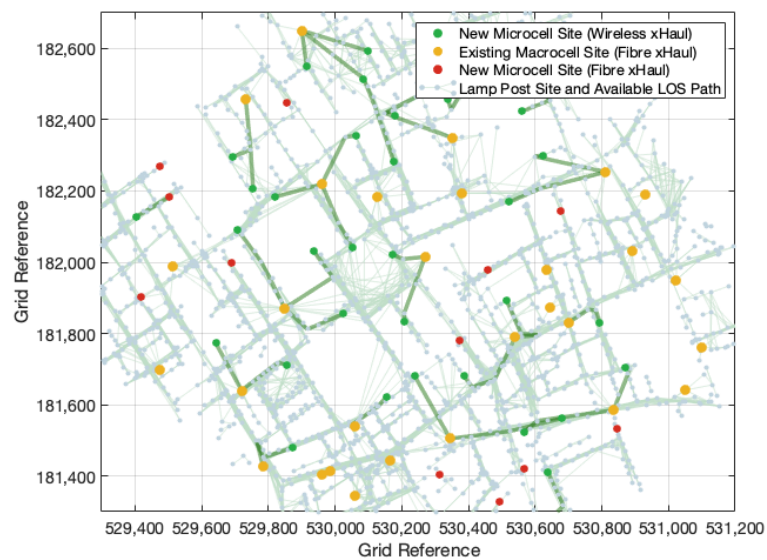 182,600
182,400
182,200
182,000
181,800
181,600
181,400
Grid Reference
New Microcell Site (Wireless xHaul)
Existing Macrocell Site (Fibre xHaul)
New Microcell Site (Fibre xHaul)
Lamp Post Site and Available LOS Path
529,400 529,600 529,800 530,000 530,200 530,400 530,600 530,800 531,000 531,200
Grid Reference